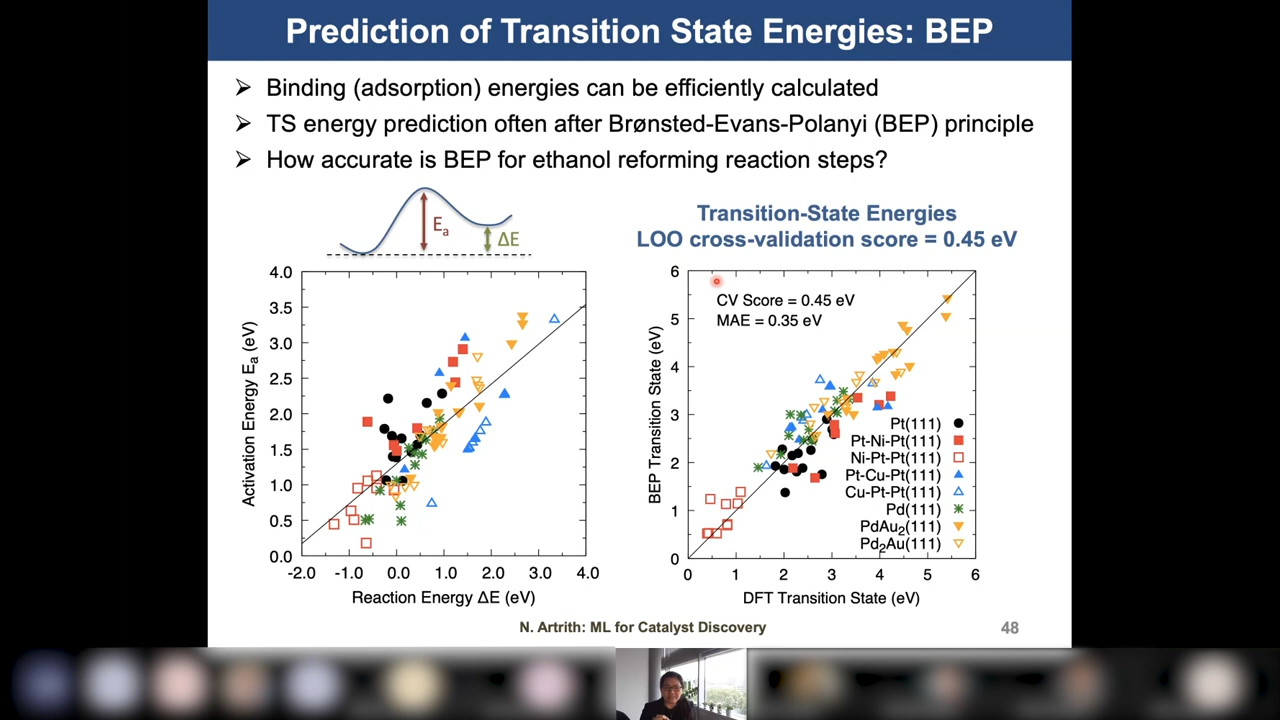 Prediction of Transition State Energies: BEP
➢ Binding (adsorption) energies can be efficiently calculated
➢ TS energy prediction often after Brønsted-Evans-Polanyi (BEP) principle
➢ How accurate is BEP for ethanol reforming reaction steps?
Eₐ
ΔE
4.0
3.5
3.0
2.5
2.0
1.5
1.0
0.5
0.0
-2.0 -1.0 0.0 1.0 2.0 3.0 4.0
Activation Energy Eₐ (eV)
Reaction Energy ΔE (eV)
Transition-State Energies
LOO cross-validation score = 0.45 eV
6
5
4
3
2
1
0
0 1 2 3 4 5 6
BEP Transition State (eV)
DFT Transition State (eV)
CV Score = 0.45 eV
MAE = 0.35 eV
Pt(111)
Pt-Ni-Pt(111)
Ni-Pt-Pt(111)
Pt-Cu-Pt(111)
Cu-Pt-Pt(111)
Pd(111)
PdAu₂(111)
Pd₂Au(111)
N. Artrith: ML for Catalyst Discovery
48